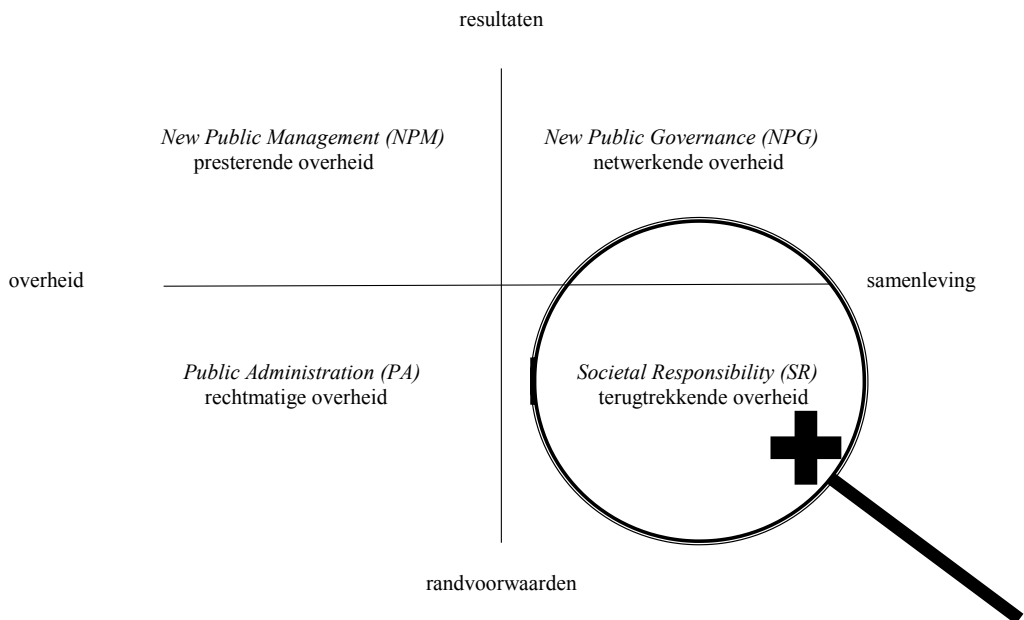 resultaten
New Public Management (NPM)
presterende overheid
New Public Governance (NPG)
netwerkende overheid
overheid
samenleving
Public Administration (PA)
rechtmatige overheid
Societal Responsibility (SR)
terugtrekkende overheid
randvoorwaarden